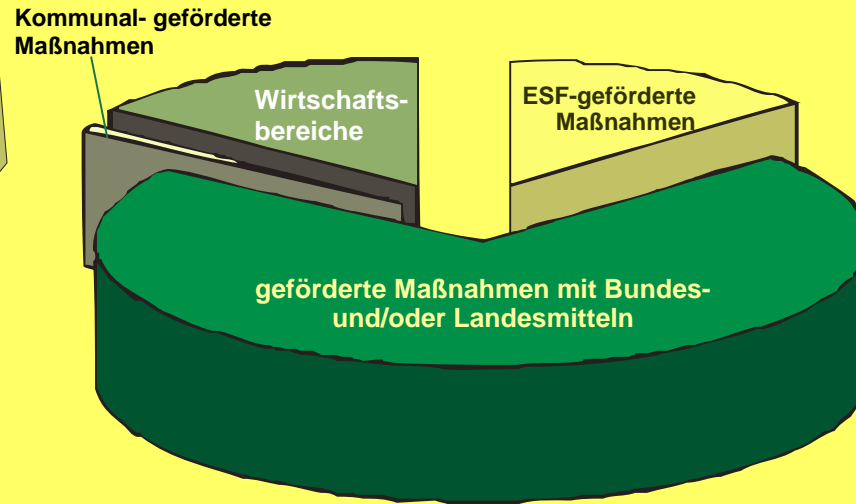 Kommunal- geförderte
Maßnahmen
Wirtschafts-
bereiche
ESF-geförderte
Maßnahmen
geförderte Maßnahmen mit Bundes-
und/oder Landesmitteln